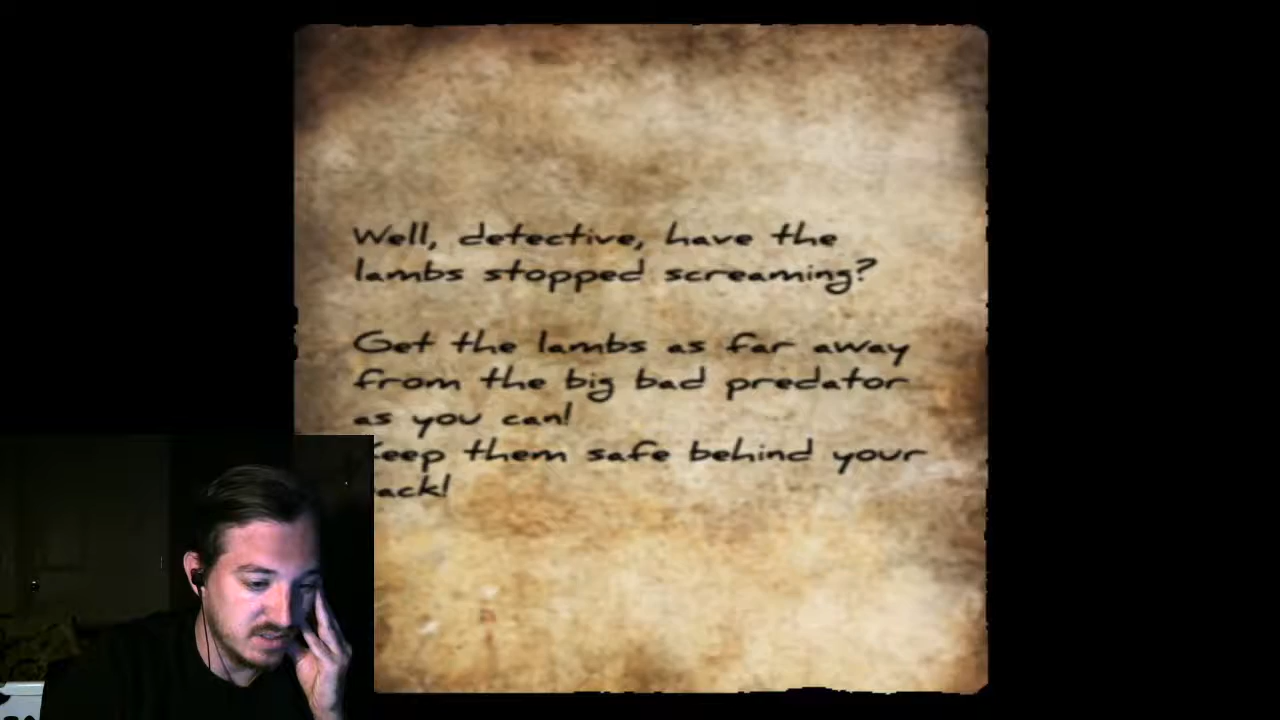 Well, detective, have the
lambs stopped screaming?
Get the lambs as far away
from the big bad predator
as you can!
eep them safe behind your
ack!